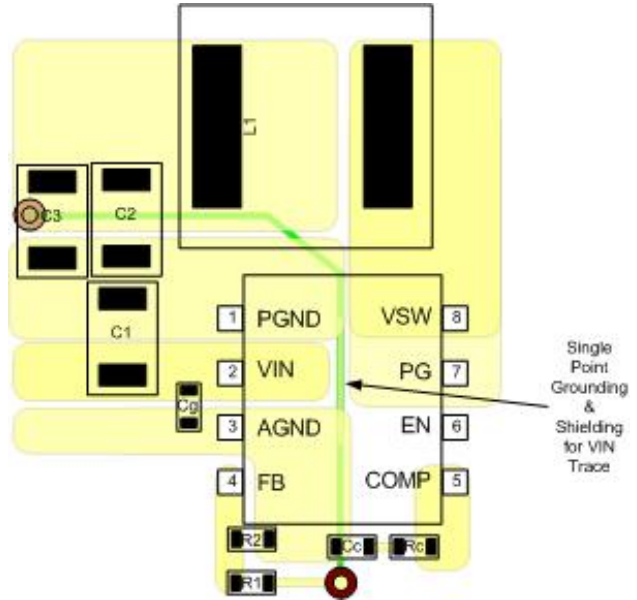 L1
C3
C2
C1
1 PGND VSW 8
2 VIN PG 7
Cg
3 AGND EN 6
4 FB COMP 5
Single
Point
Grounding
&
Shielding
for VIN
Trace
R2
Cc Rc
R1